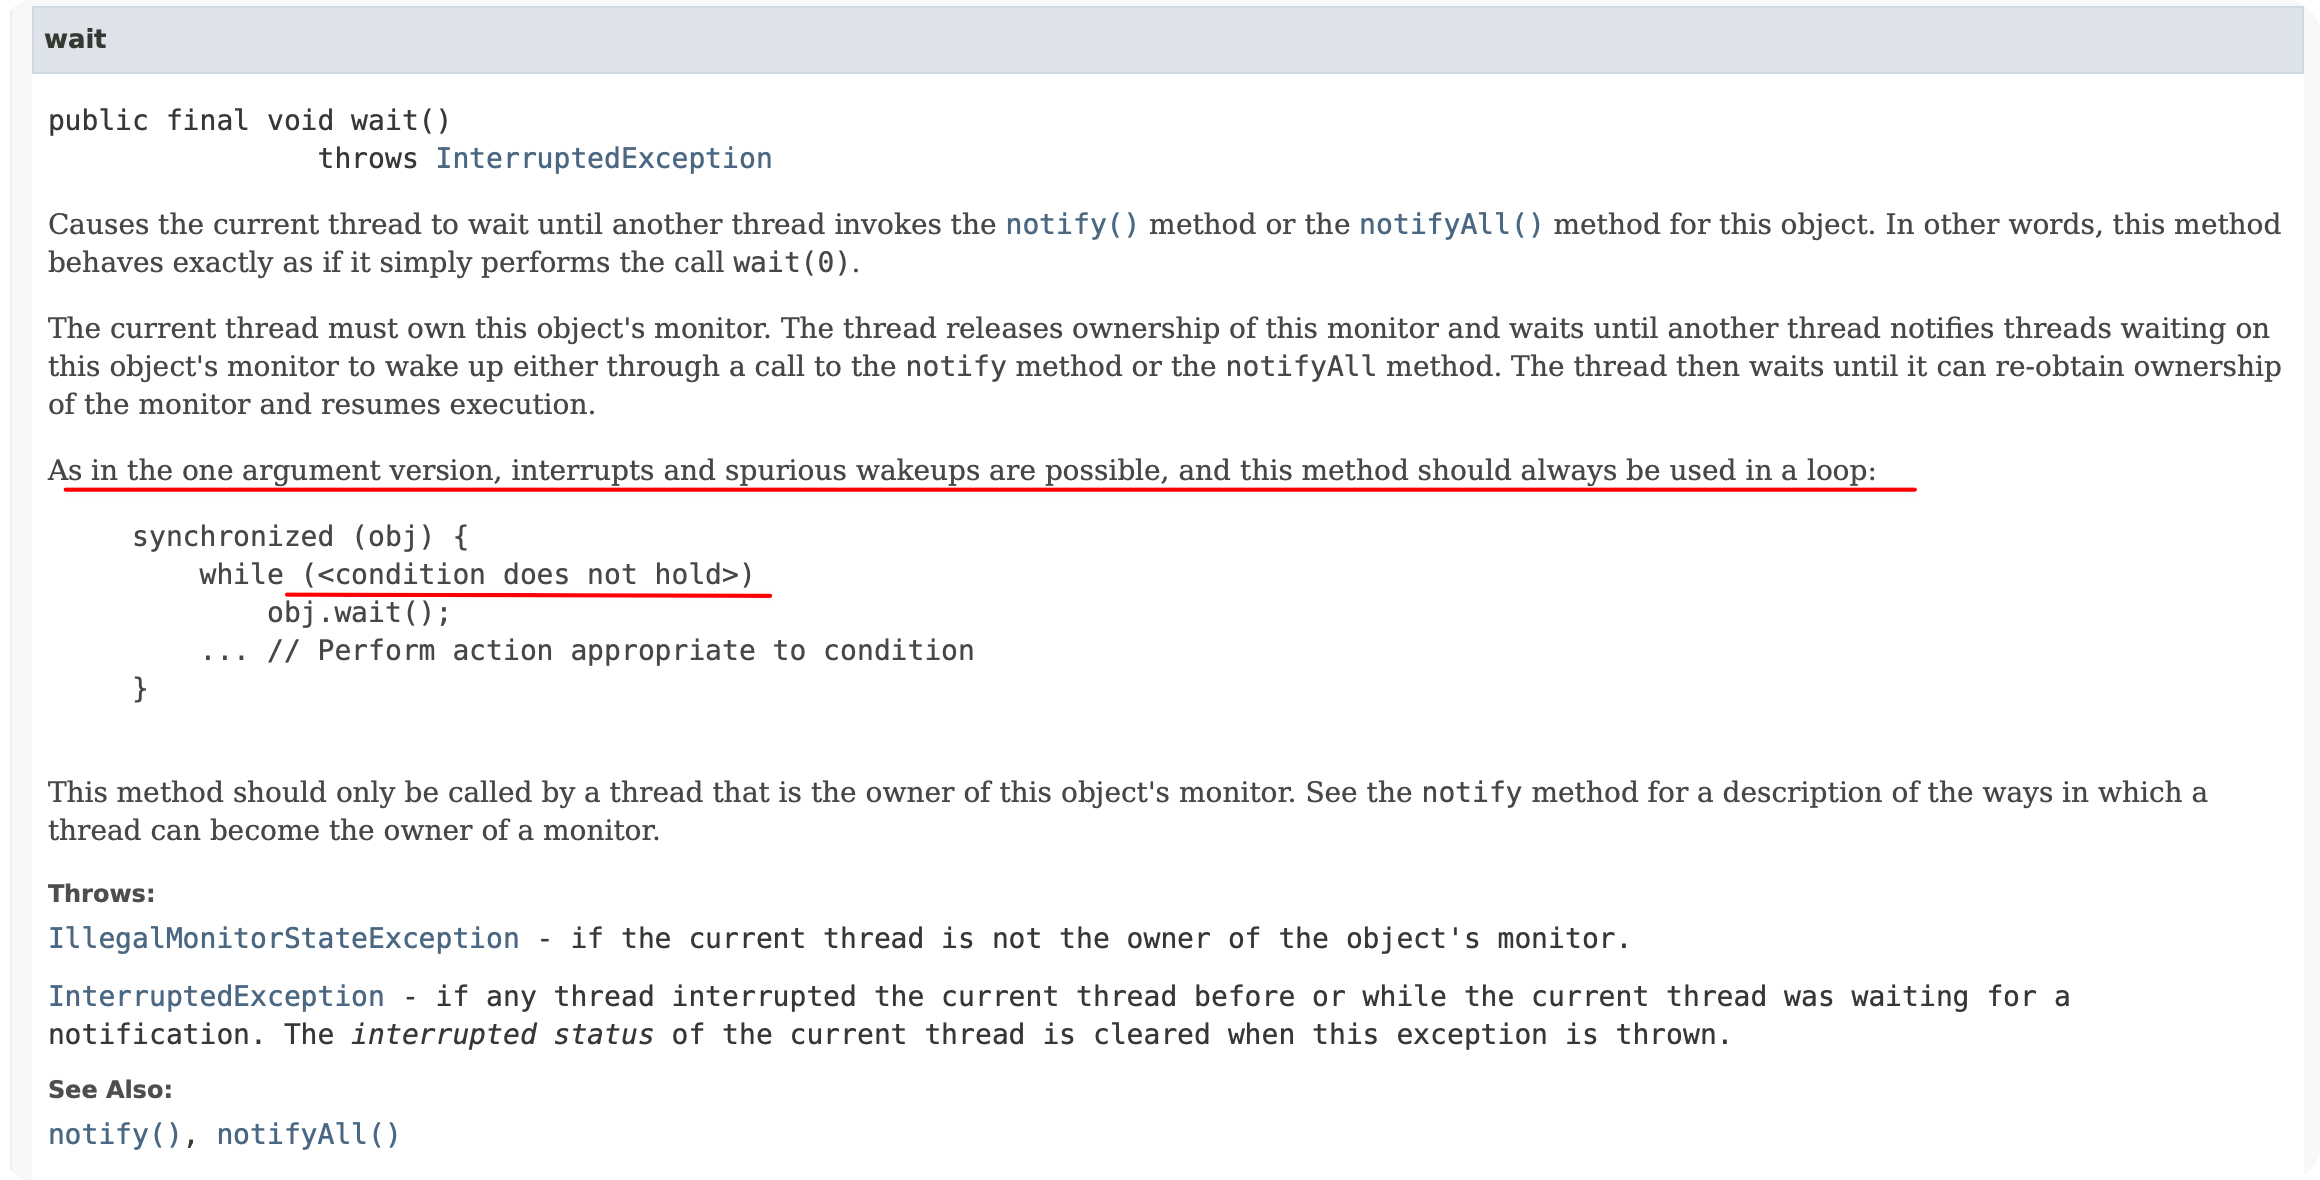 wait
public final void wait()
throws InterruptedException
Causes the current thread to wait until another thread invokes the notify() method or the notifyAll() method for this object. In other words, this method
behaves exactly as if it simply performs the call wait(0).
The current thread must own this object's monitor. The thread releases ownership of this monitor and waits until another thread notifies threads waiting on
this object's monitor to wake up either through a call to the notify method or the notifyAll method. The thread then waits until it can re-obtain ownership
of the monitor and resumes execution.
As in the one argument version, interrupts and spurious wakeups are possible, and this method should always be used in a loop:
synchronized (obj) {
while (<condition does not hold>)
obj.wait();
... // Perform action appropriate to condition
}
This method should only be called by a thread that is the owner of this object's monitor. See the notify method for a description of the ways in which a
thread can become the owner of a monitor.
Throws:
IllegalMonitorStateException - if the current thread is not the owner of the object's monitor.
InterruptedException - if any thread interrupted the current thread before or while the current thread was waiting for a
notification. The interrupted status of the current thread is cleared when this exception is thrown.
See Also:
notify(), notifyAll()